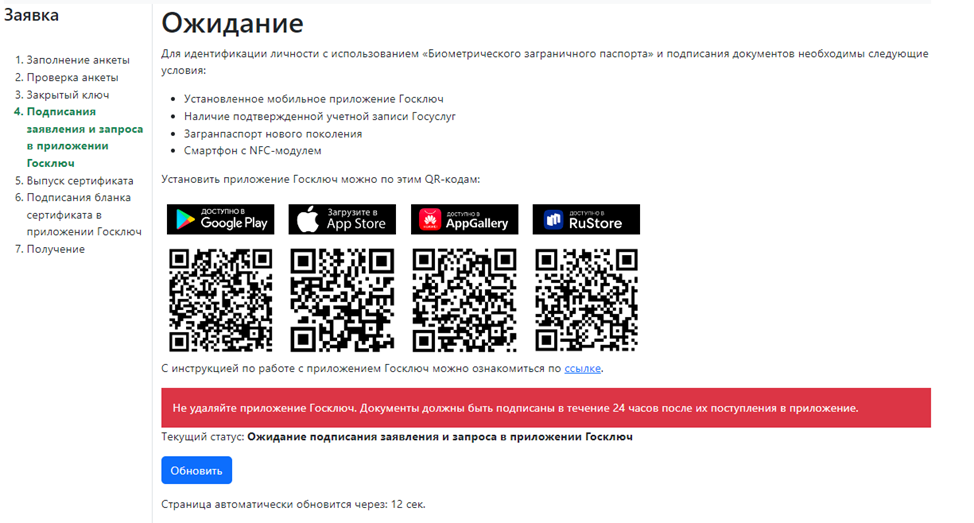 Заявка
1. Заполнение анкеты
2. Проверка анкеты
3. Закрытый ключ
4. Подписания
заявления и запроса
в приложении
Госключ
5. Выпуск сертификата
6. Подписания бланка
сертификата в
приложении Госключ
7. Получение
Ожидание
Для идентификации личности с использованием «Биометрического заграничного паспорта» и подписания документов необходимы следующие
условия:
Установленное мобильное приложение Госключ
Наличие подтвержденной учетной записи Госуслуг
Загранпаспорт нового поколения
Смартфон с NFC-модулем
Установить приложение Госключ можно по этим QR-кодам:
ДОСТУПНО В
Google Play
Загрузите в
App Store
ДОСТУПНО В
AppGallery
ДОСТУПНО В
RuStore
С инструкцией по работе с приложением Госключ можно ознакомиться по ссылке.
Не удаляйте приложение Госключ. Документы должны быть подписаны в течение 24 часов после их поступления в приложение.
Текущий статус: Ожидание подписания заявления и запроса в приложении Госключ
Обновить
Страница автоматически обновится через: 12 сек.